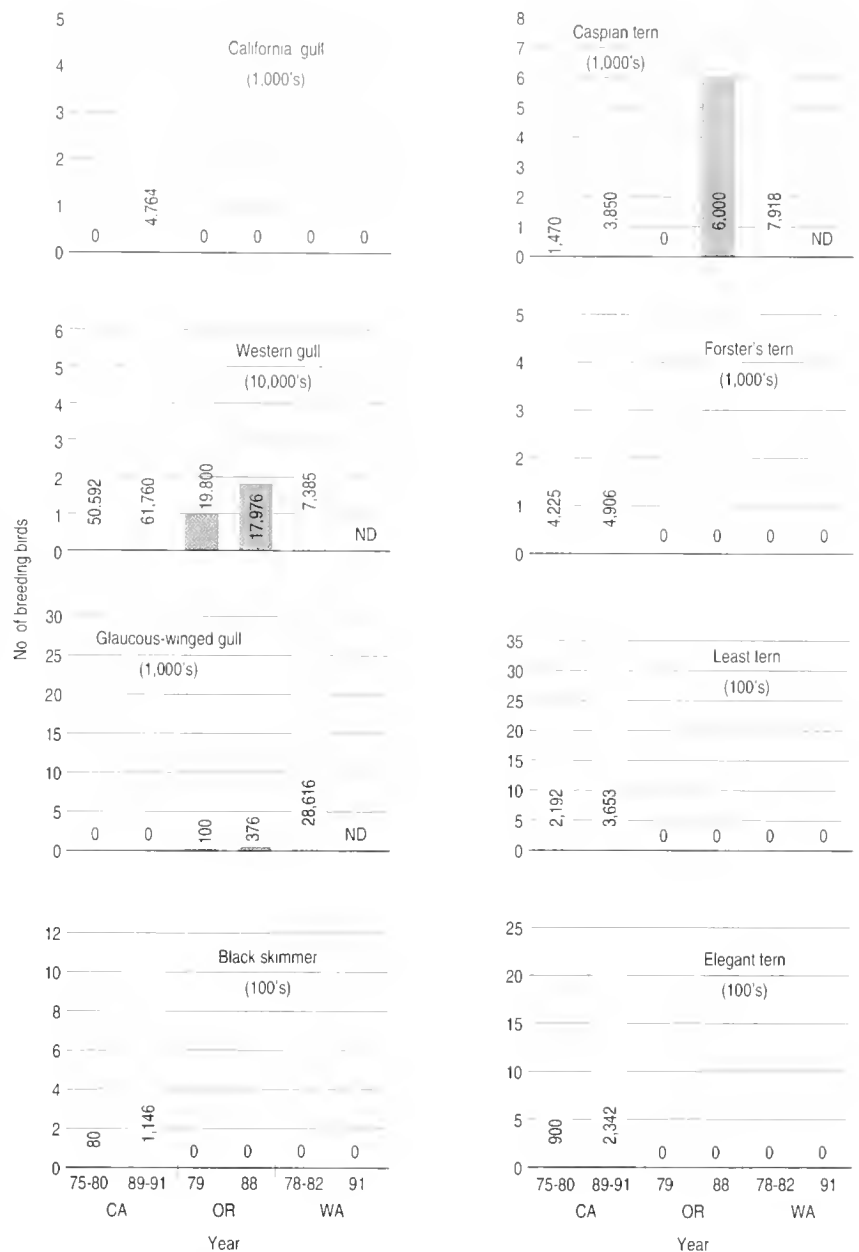 No of breeding birds
5
4
3
2
1
0
California gull
(1,000's)
0 4.764 0 0 0 0
8
7
6
5
4
3
2
1
0
Caspian tern
(1,000's)
1,470 3.850 0 6,000 7,918 ND
6
5
4
3
2
1
0
Western gull
(10,000's)
50.592 61,760 19.800 17,976 7,385 ND
5
4
3
2
1
0
Forster's tern
(1,000's)
4,225 4,906 0 0 0 0
30
25
20
15
10
5
0
Glaucous-winged gull
(1,000's)
0 0 100 376 28,616 ND
35
30
25
20
15
10
5
0
Least tern
(100's)
2,192 3,653 0 0 0 0
12
10
8
6
4
2
0
Black skimmer
(100's)
80 1,146 0 0 0 0
75-80 89-91 79 88 78-82 91
CA OR WA
Year
25
20
15
10
5
0
Elegant tern
(100's)
900 2,342 0 0 0 0
75-80 89-91 79 88 78-82 91
CA OR WA
Year